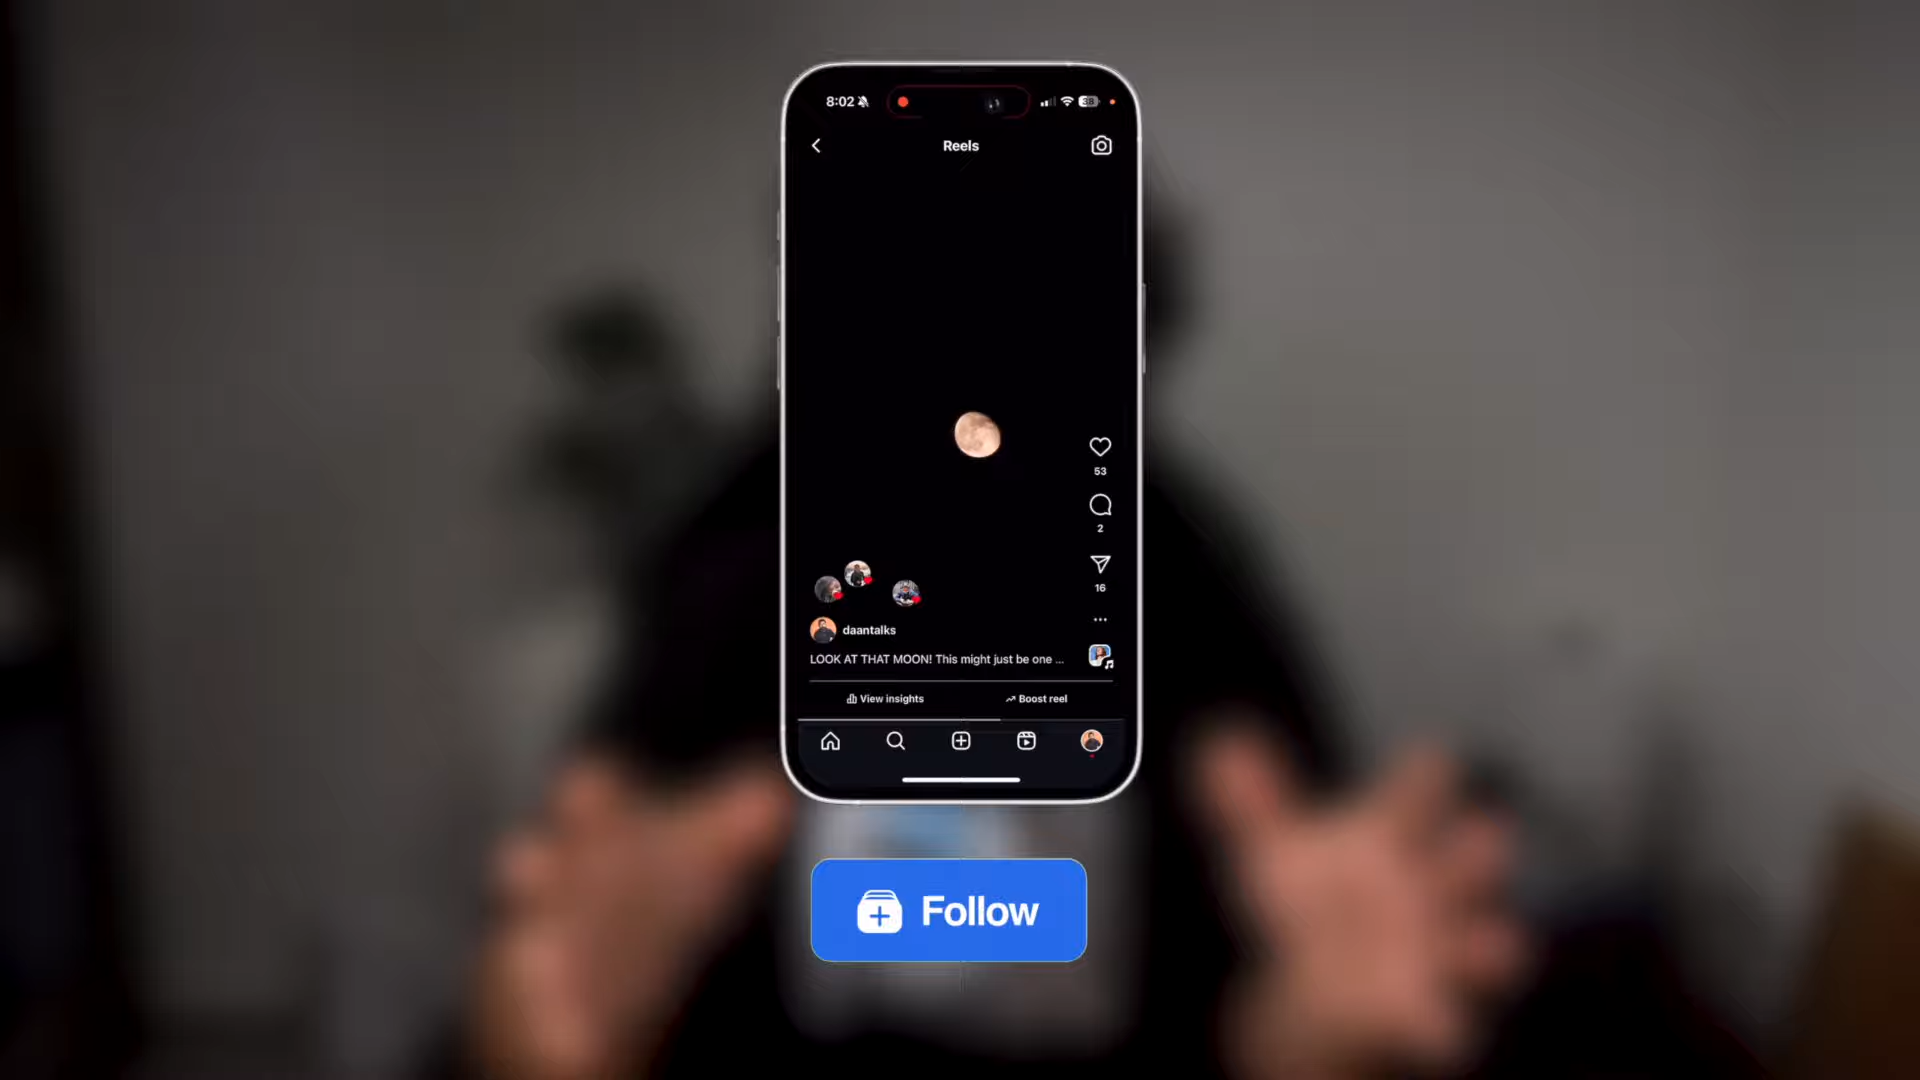 8:02
38
Reels
53
2
16
daantalks
LOOK AT THAT MOON! This might just be one ...
View insights
Boost reel
Follow